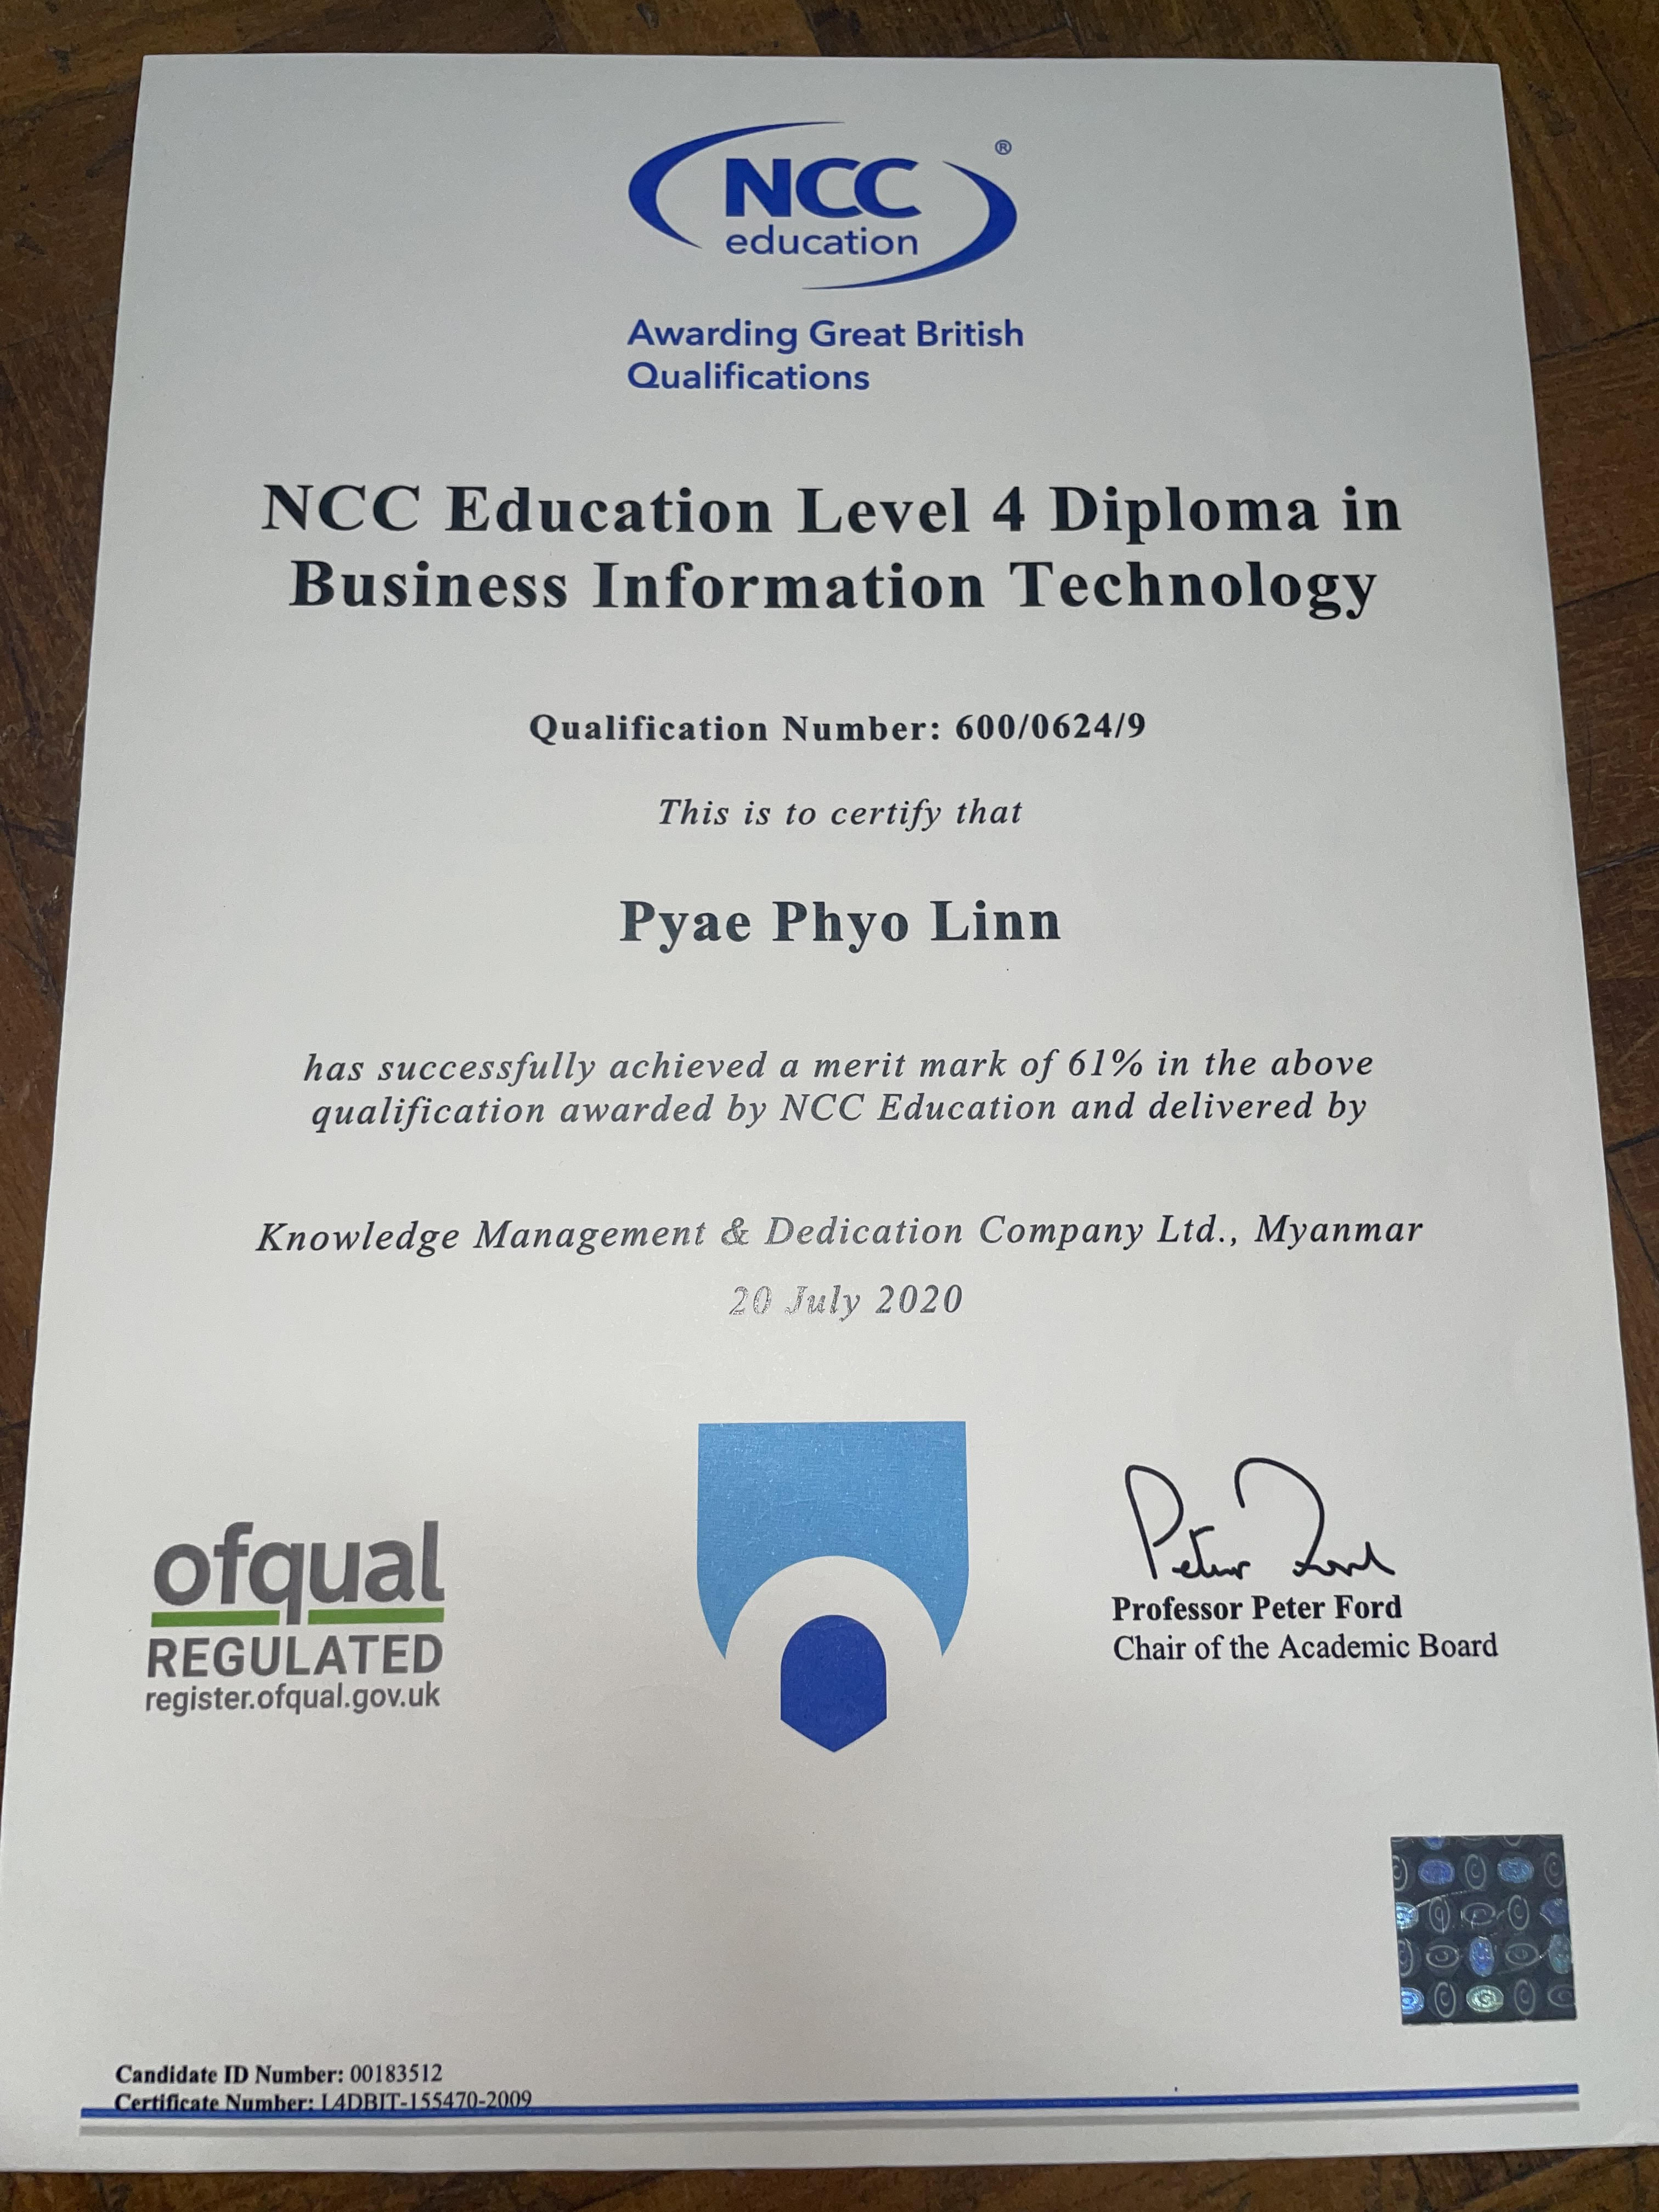 NCC
®
education
Awarding Great British
Qualifications
NCC Education Level 4 Diploma in
Business Information Technology
Qualification Number: 600/0624/9
This is to certify that
Pyae Phyo Linn
has successfully achieved a merit mark of 61% in the above
qualification awarded by NCC Education and delivered by
Knowledge Management & Dedication Company Ltd., Myanmar
20 July 2020
ofqual
REGULATED
register.ofqual.gov.uk
Peter Ford
Professor Peter Ford
Chair of the Academic Board
Candidate ID Number: 00183512
Certificate Number: L4DBIT-155470-2009